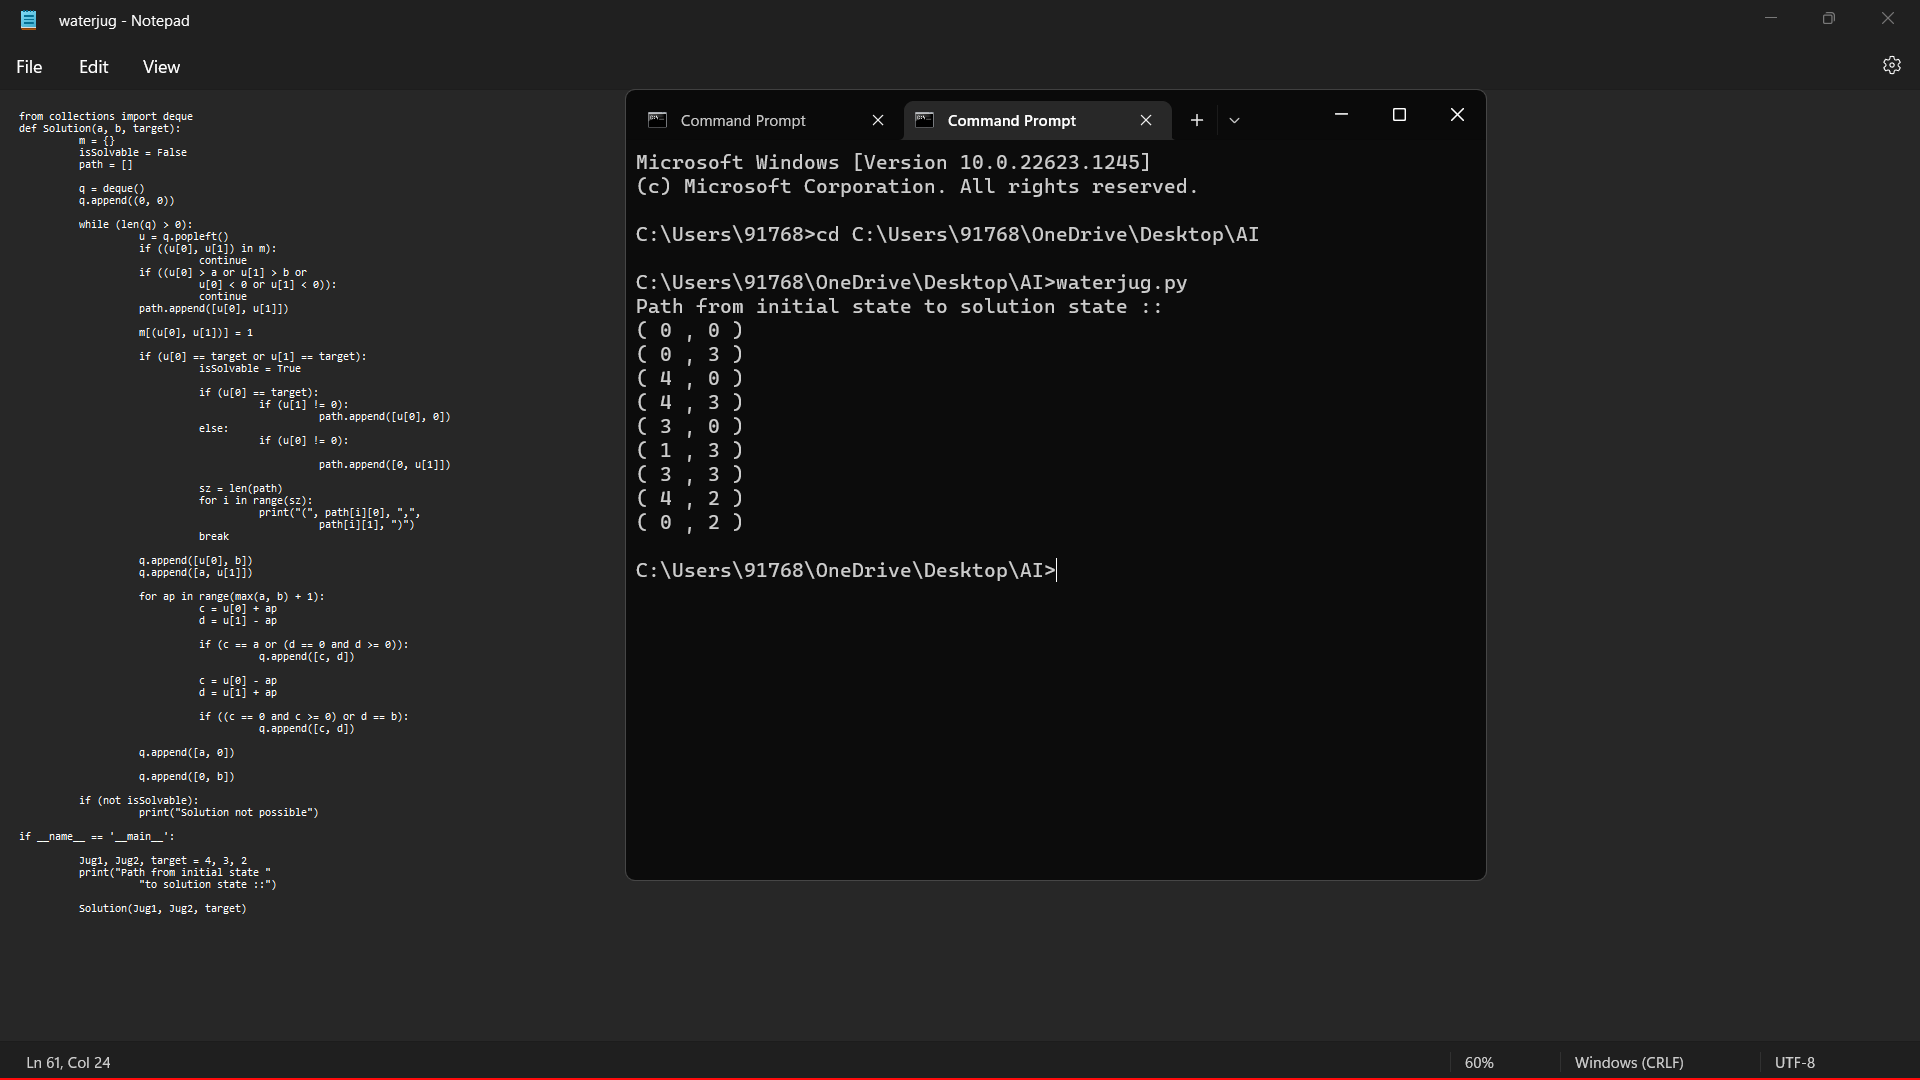 waterjug - Notepad
File Edit View
from collections import deque
def Solution(a, b, target):
m = {}
isSolvable = False
path = []
q = deque()
q.append((0, 0))
while (len(q) > 0):
u = q.popleft()
if ((u[0], u[1]) in m):
continue
if ((u[0] > a or u[1] > b or
u[0] < 0 or u[1] < 0)):
continue
path.append([u[0], u[1]])
m[(u[0], u[1])] = 1
if (u[0] == target or u[1] == target):
isSolvable = True
if (u[0] == target):
if (u[1] != 0):
path.append([u[0], 0])
else:
if (u[0] != 0):
path.append([0, u[1]])
sz = len(path)
for i in range(sz):
print("(", path[i][0], ",",
path[i][1], ")")
break
q.append([u[0], b])
q.append([a, u[1]])
for ap in range(max(a, b) + 1):
c = u[0] + ap
d = u[1] - ap
if (c == a or (d == 0 and d >= 0)):
q.append([c, d])
c = u[0] - ap
d = u[1] + ap
if ((c == 0 and c >= 0) or d == b):
q.append([c, d])
q.append([a, 0])
q.append([0, b])
if (not isSolvable):
print("Solution not possible")
if __name__ == '__main__':
Jug1, Jug2, target = 4, 3, 2
print("Path from initial state "
"to solution state ::")
Solution(Jug1, Jug2, target)
Command Prompt Command Prompt
Microsoft Windows [Version 10.0.22623.1245]
(c) Microsoft Corporation. All rights reserved.
C:\Users\91768>cd C:\Users\91768\OneDrive\Desktop\AI
C:\Users\91768\OneDrive\Desktop\AI>waterjug.py
Path from initial state to solution state ::
( 0 , 0 )
( 0 , 3 )
( 4 , 0 )
( 4 , 3 )
( 3 , 0 )
( 1 , 3 )
( 3 , 3 )
( 4 , 2 )
( 0 , 2 )
C:\Users\91768\OneDrive\Desktop\AI>
Ln 61, Col 24 60% Windows (CRLF) UTF-8